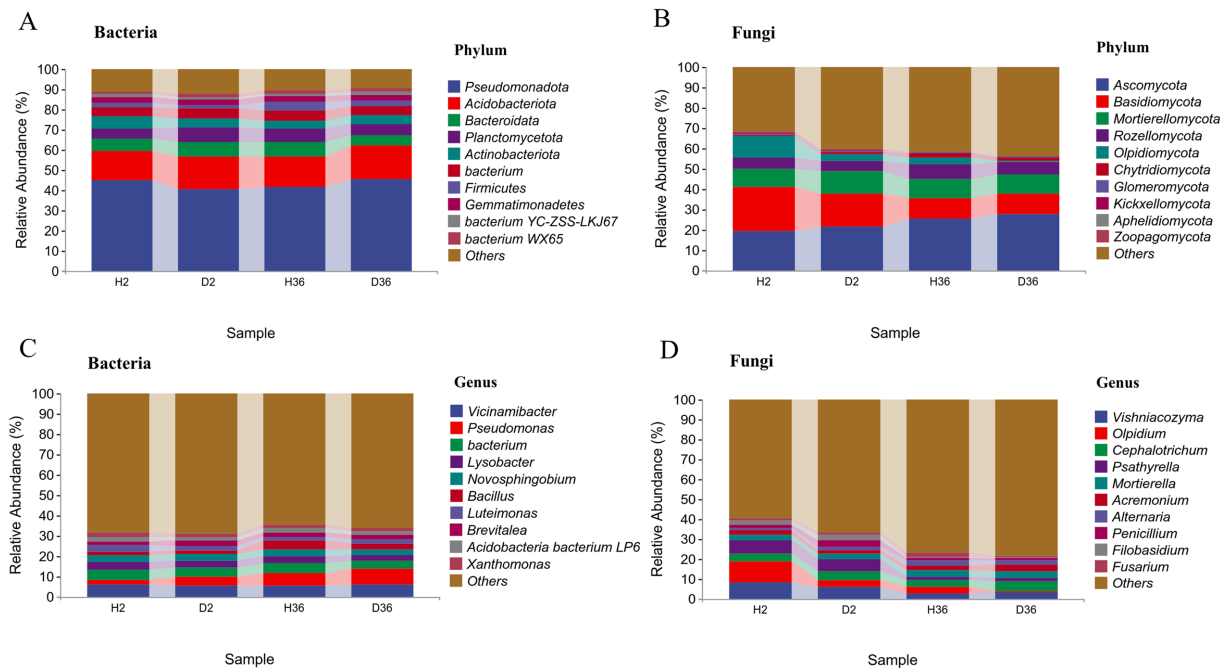 A
Bacteria
Relative Abundance (%)
100
90
80
70
60
50
40
30
20
10
0
H2 D2 H36 D36
Sample
Phylum
Pseudomonadota
Acidobacteriota
Bacteroidata
Planctomycetota
Actinobacteriota
bacterium
Firmicutes
Gemmatimonadetes
bacterium YC-ZSS-LKJ67
bacterium WX65
Others
B
Fungi
Relative Abundance (%)
100
90
80
70
60
50
40
30
20
10
0
H2 D2 H36 D36
Sample
Phylum
Ascomycota
Basidiomycota
Mortierellomycota
Rozellomycota
Olpidiomycota
Chytridiomycota
Glomeromycota
Kickxellomycota
Aphelidiomycota
Zoopagomycota
Others
C
Bacteria
Relative Abundance (%)
100
90
80
70
60
50
40
30
20
10
0
H2 D2 H36 D36
Sample
Genus
Vicinamibacter
Pseudomonas
bacterium
Lysobacter
Novosphingobium
Bacillus
Luteimonas
Brevitalea
Acidobacteria bacterium LP6
Xanthomonas
Others
D
Fungi
Relative Abundance (%)
100
90
80
70
60
50
40
30
20
10
0
H2 D2 H36 D36
Sample
Genus
Vishniacozyma
Olpidium
Cephalotrichum
Psathyrella
Mortierella
Acremonium
Alternaria
Penicillium
Filobasidium
Fusarium
Others